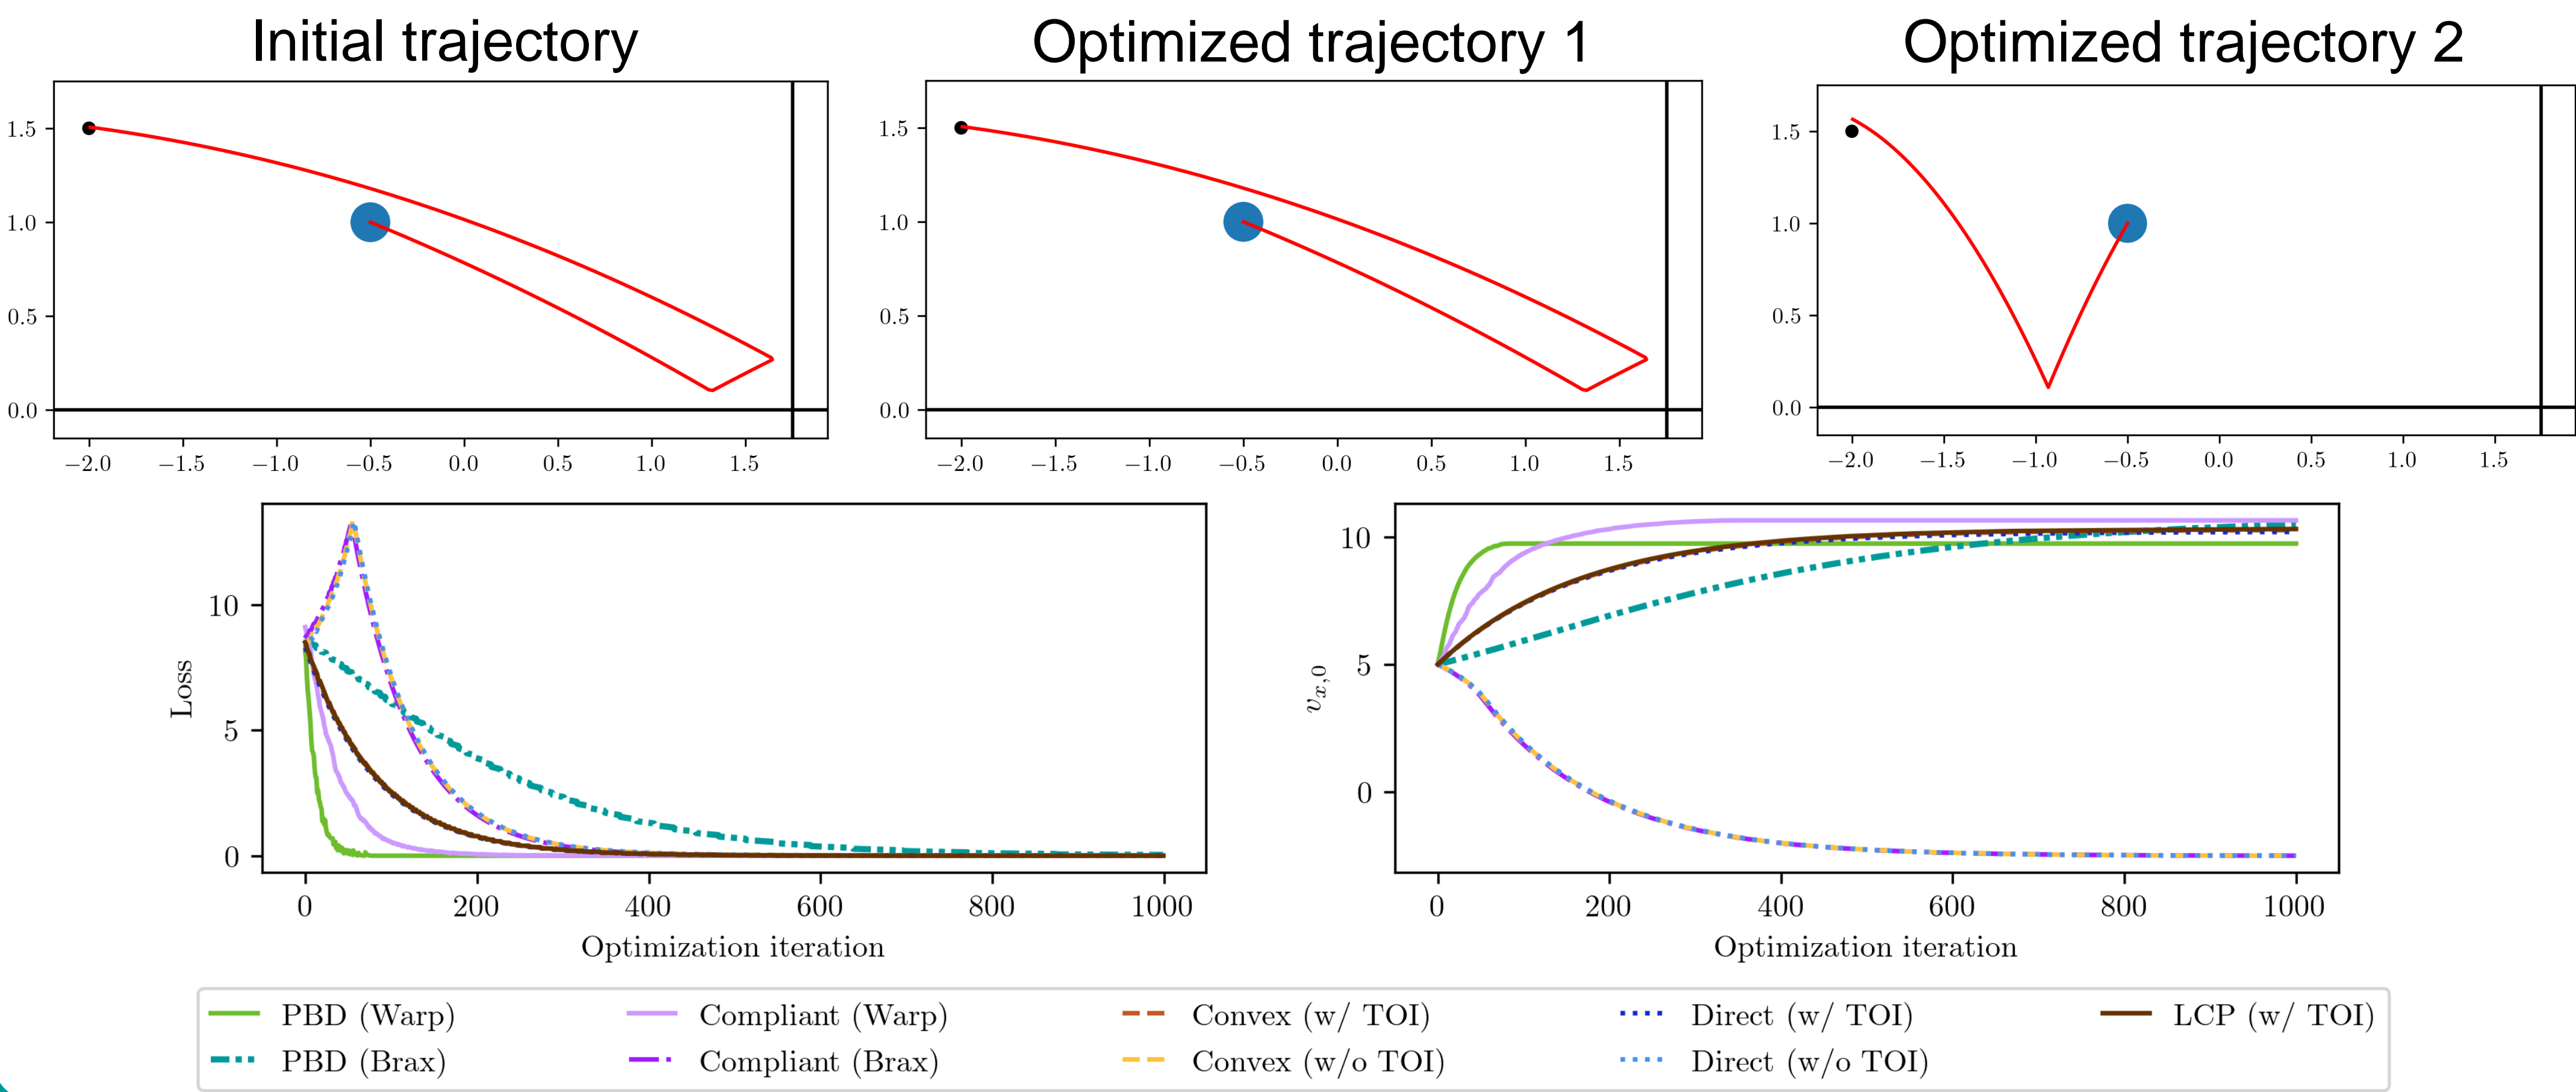 Initial trajectory
Optimized trajectory 1
Optimized trajectory 2
1.5
1.0
0.5
0.0
−2.0 −1.5 −1.0 −0.5 0.0 0.5 1.0 1.5
1.5
1.0
0.5
0.0
−2.0 −1.5 −1.0 −0.5 0.0 0.5 1.0 1.5
1.5
1.0
0.5
0.0
−2.0 −1.5 −1.0 −0.5 0.0 0.5 1.0 1.5
Loss
10
5
0
0 200 400 600 800 1000
Optimization iteration
v_{x,0}
10
5
0
0 200 400 600 800 1000
Optimization iteration
PBD (Warp) Compliant (Warp) Convex (w/ TOI) Direct (w/ TOI) LCP (w/ TOI)
PBD (Brax) Compliant (Brax) Convex (w/o TOI) Direct (w/o TOI)